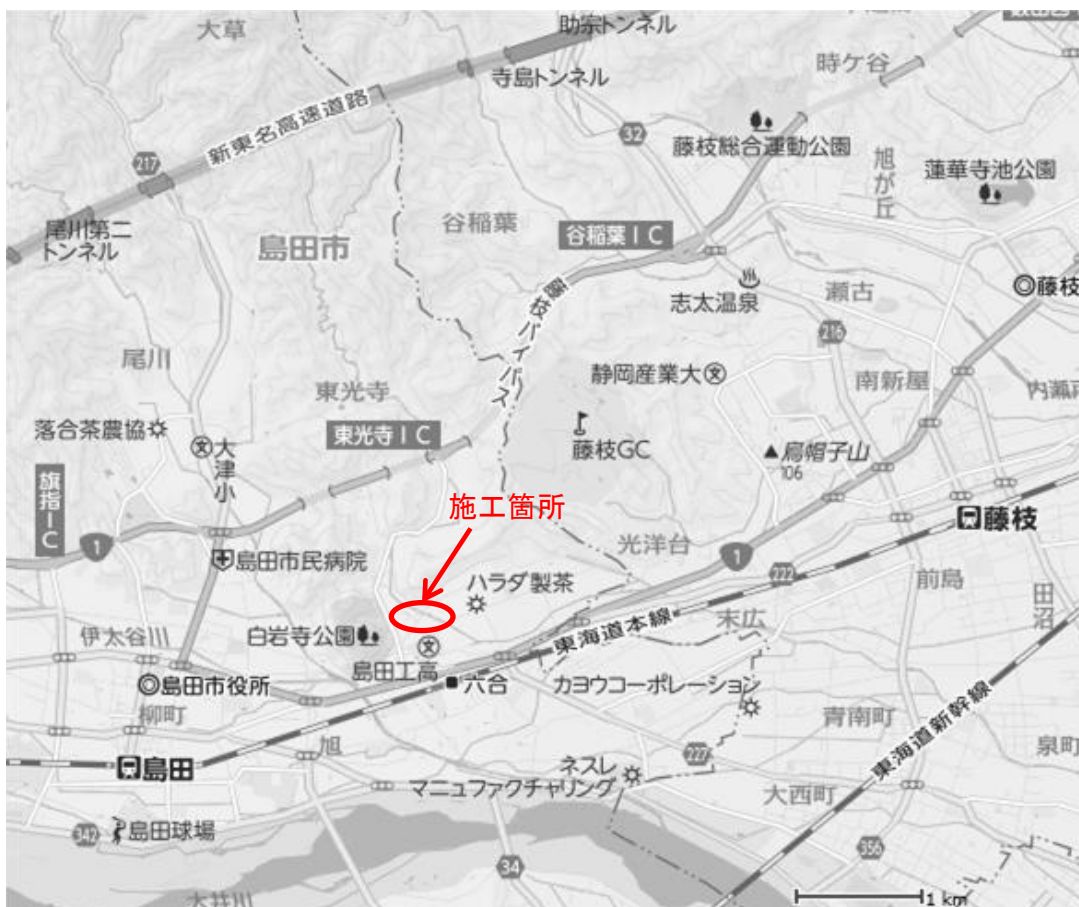 大草
助宗トンネル
寺島トンネル
時ケ谷
新東名高速道路
32
藤枝総合運動公園
217
旭が丘
蓮華寺池公園
尾川第二
トンネル
島田市
谷稲葉
谷稲葉IC
藤枝
志太温泉
瀬古
藤枝バイパス
216
尾川
静岡産業大
南新屋
東光寺
落合茶農協
東光寺IC
藤枝GC
烏帽子山
106
大津小
旗指IC
施工箇所
藤枝
1
光洋台
1
島田市民病院
222
前島
ハラダ製茶
田沼
伊太谷川
白岩寺公園
東海道本線
末広
島田工高
島田市役所
六合
カヨウコーポレーション
柳町
青南町
旭
227
東海道新幹線
泉町
島田
ネスレ
マニュファクチャリング
大西町
342
島田球場
356
34
大井川
1 km